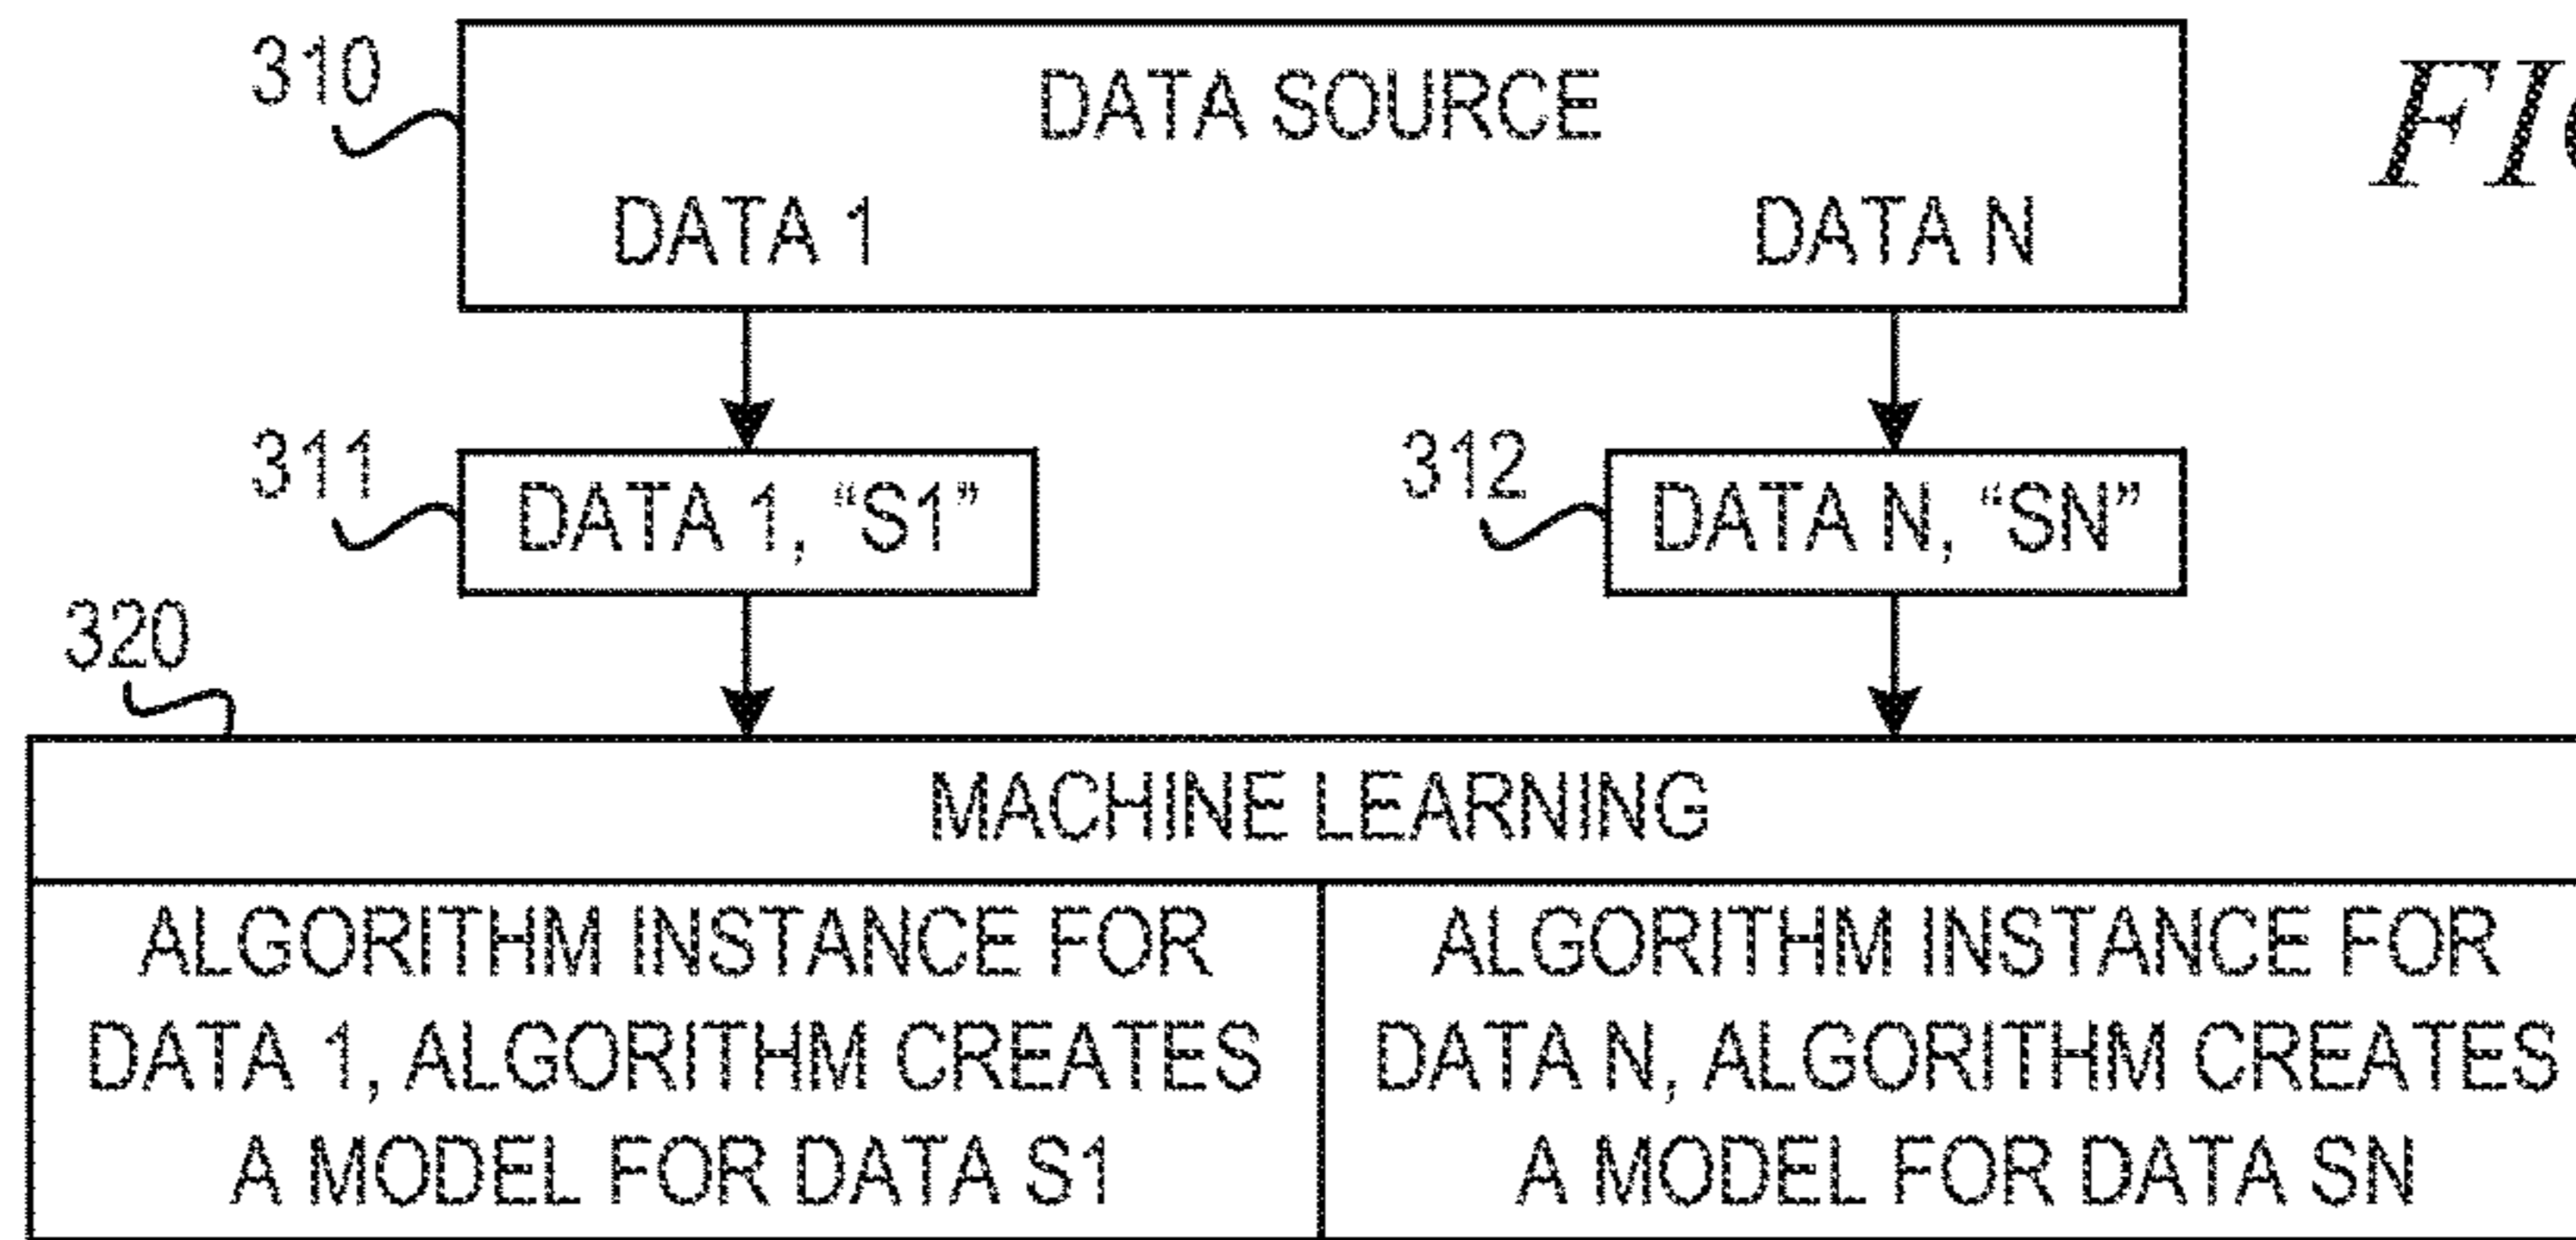 310
DATA SOURCE
DATA 1
DATA N
311
DATA 1, “S1”
312
DATA N, “SN”
320
MACHINE LEARNING
ALGORITHM INSTANCE FOR
DATA 1, ALGORITHM CREATES
A MODEL FOR DATA S1
ALGORITHM INSTANCE FOR
DATA N, ALGORITHM CREATES
A MODEL FOR DATA SN